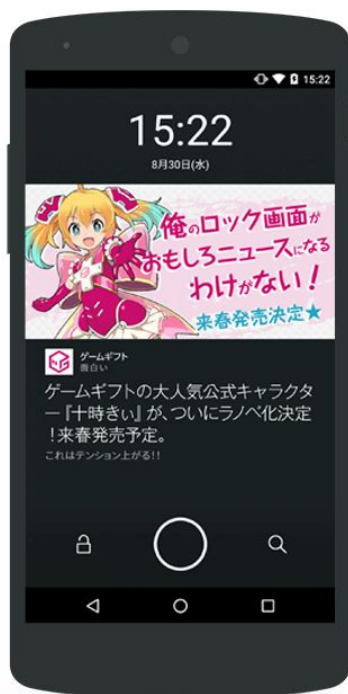 15:22
15:22
8月30日(水)
俺のロック画面が
おもしろニュースになる
わけがない!
来春発売決定★
ゲームギフト
面白い
ゲームギフトの大人気公式キャラクタ
ー『十時きぃ』が、ついにラノベ化決定
!来春発売予定。
これはテンション上がる!!